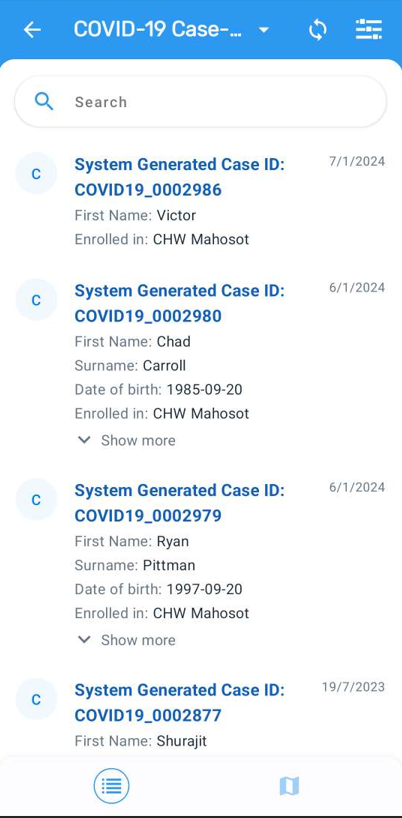 COVID-19 Case-...
Search
C
System Generated Case ID:
7/1/2024
COVID19_0002986
First Name: Victor
Enrolled in: CHW Mahosot
C
System Generated Case ID:
6/1/2024
COVID19_0002980
First Name: Chad
Surname: Carroll
Date of birth: 1985-09-20
Enrolled in: CHW Mahosot
Show more
C
System Generated Case ID:
6/1/2024
COVID19_0002979
First Name: Ryan
Surname: Pittman
Date of birth: 1997-09-20
Enrolled in: CHW Mahosot
Show more
C
System Generated Case ID:
19/7/2023
COVID19_0002877
First Name: Shurajit